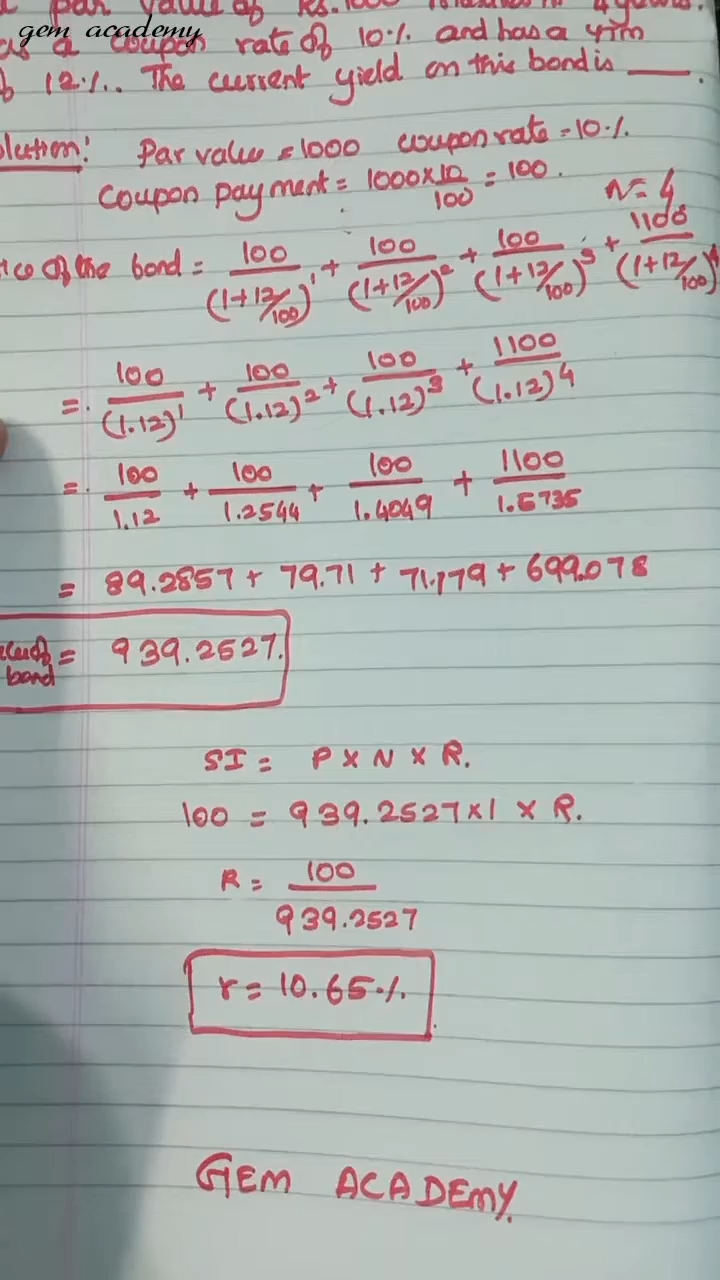 par value of Rs. 1000 4 years.
gem academy
as a coupon rate of 10%. and has a YTM
of 12%.. The current yield on this bond is ____.
olution: Par value = 1000 coupon rate = 10%.
Coupon payment = 1000 × 10/100 = 100. N = 4
ice of the bond = 100/(1+12/100)^1 + 100/(1+12/100)^2 + 100/(1+12/100)^3 + 1100/(1+12/100)^4
= 100/(1.12)^1 + 100/(1.12)^2 + 100/(1.12)^3 + 1100/(1.12)^4
= 100/1.12 + 100/1.2544 + 100/1.4049 + 1100/1.5735
= 89.2857 + 79.71 + 71.179 + 699.078
bond = 939.2527.
SI = P × N × R.
100 = 939.2527 × 1 × R.
R = 100/939.2527
r = 10.65%.
GEM ACADEMY.